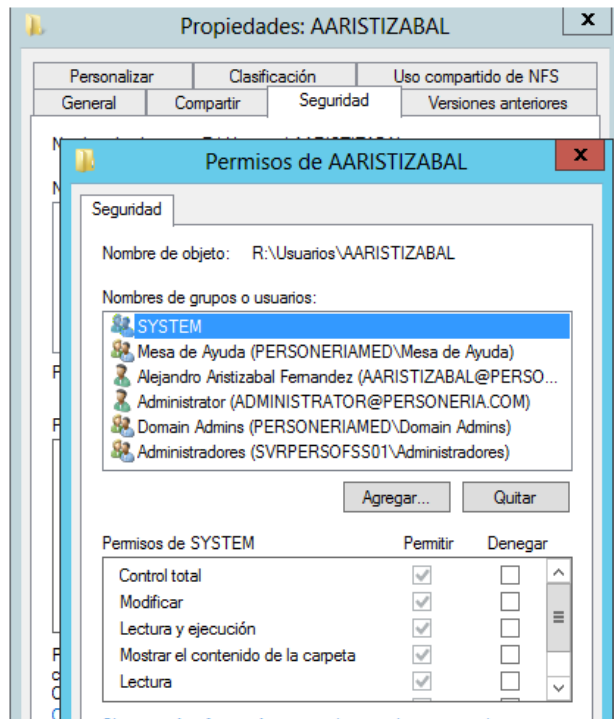 Propiedades: AARISTIZABAL
x
Personalizar Clasificación Uso compartido de NFS
General Compartir Seguridad Versiones anteriores
Permisos de AARISTIZABAL
x
Seguridad
Nombre de objeto: R:\Usuarios\AARISTIZABAL
Nombres de grupos o usuarios:
SYSTEM
Mesa de Ayuda (PERSONERIAMED\Mesa de Ayuda)
Alejandro Aristizabal Fernandez (AARISTIZABAL@PERSO...
Administrator (ADMINISTRATOR@PERSONERIA.COM)
Domain Admins (PERSONERIAMED\Domain Admins)
Administradores (SVRPERSOFSS01\Administradores)
Agregar... Quitar
Permisos de SYSTEM Permitir Denegar
Control total
Modificar
Lectura y ejecución
Mostrar el contenido de la carpeta
Lectura